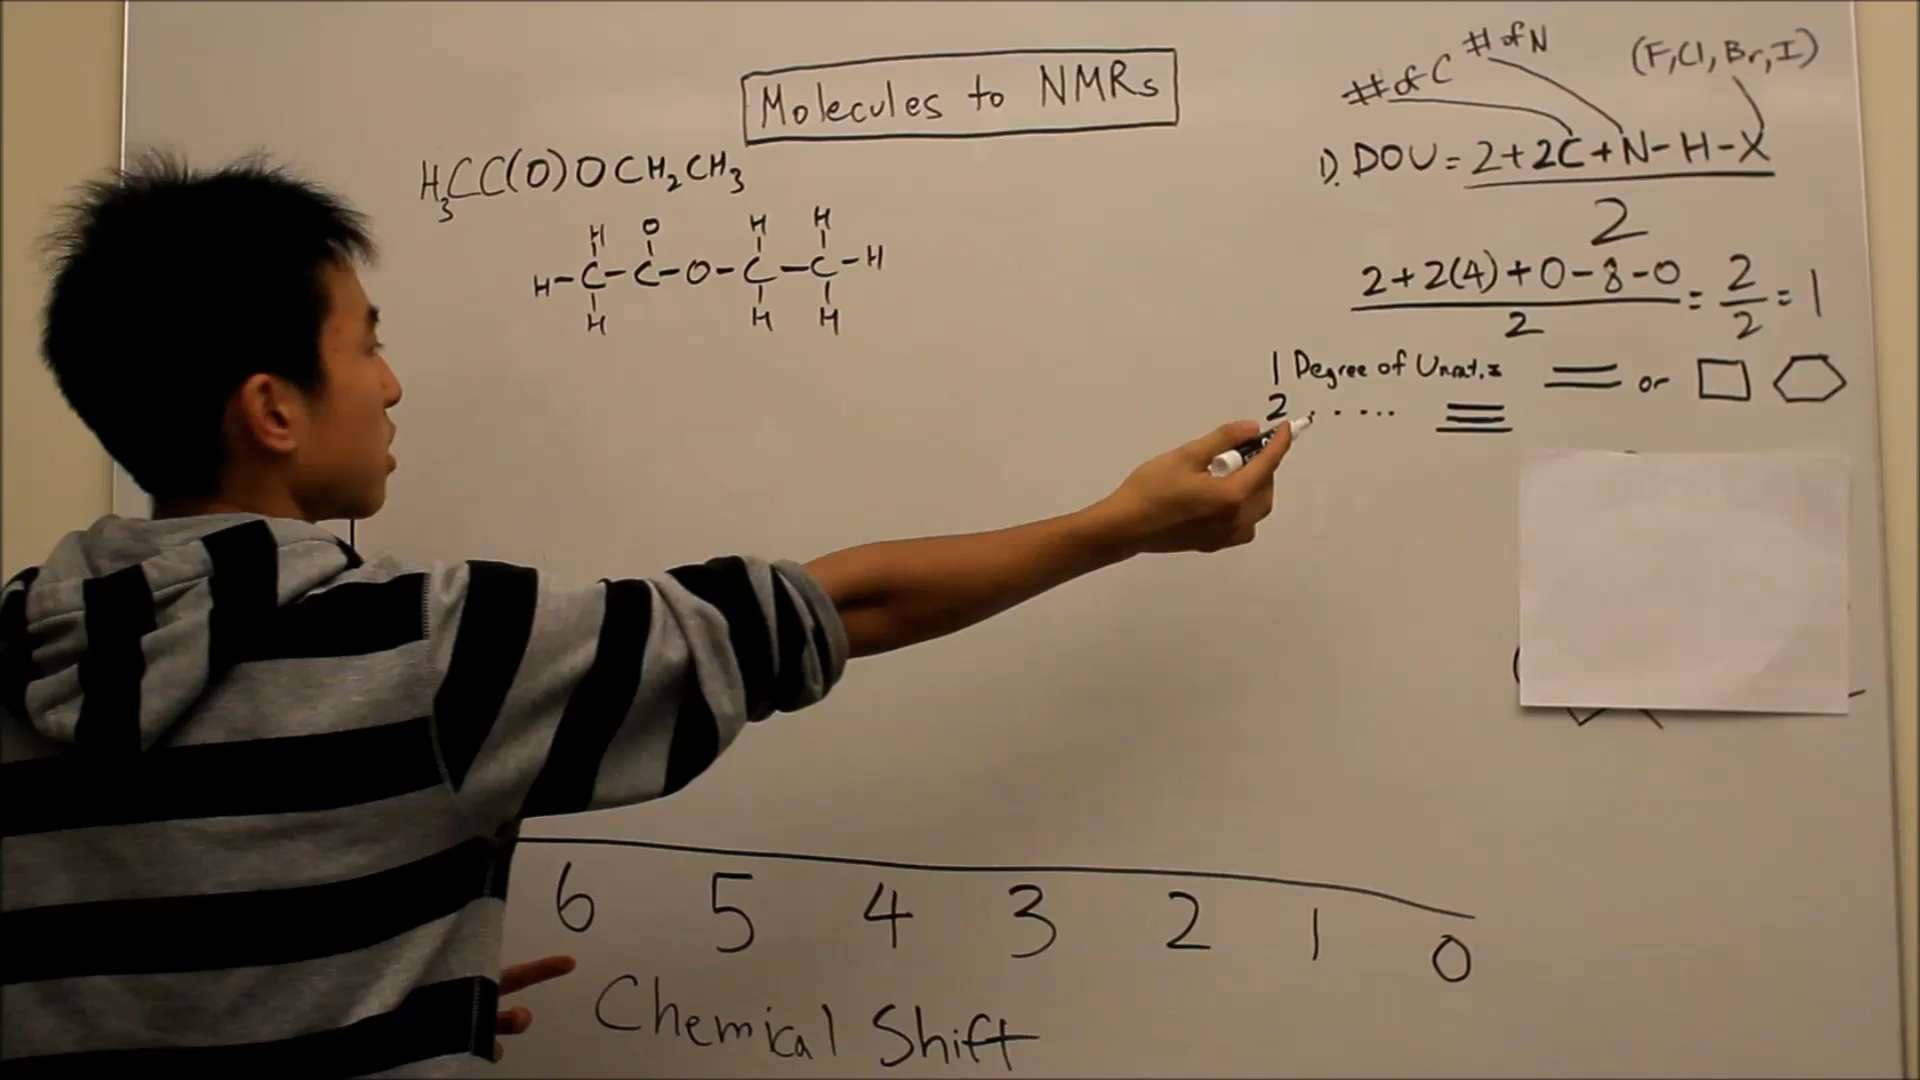 Molecules to NMRs
H3CC(O)OCH2CH3
H O H H
H-C-C-O-C-C-H
H H H
# of C # of N (F, Cl, Br, I)
1). DOU = 2+2C+N-H-X
2
2+2(4)+0-8-0 = 2 = 1
2 2
1 Degree of Unsat. = = or
2 ..... ≡
6 5 4 3 2 1 0
Chemical Shift